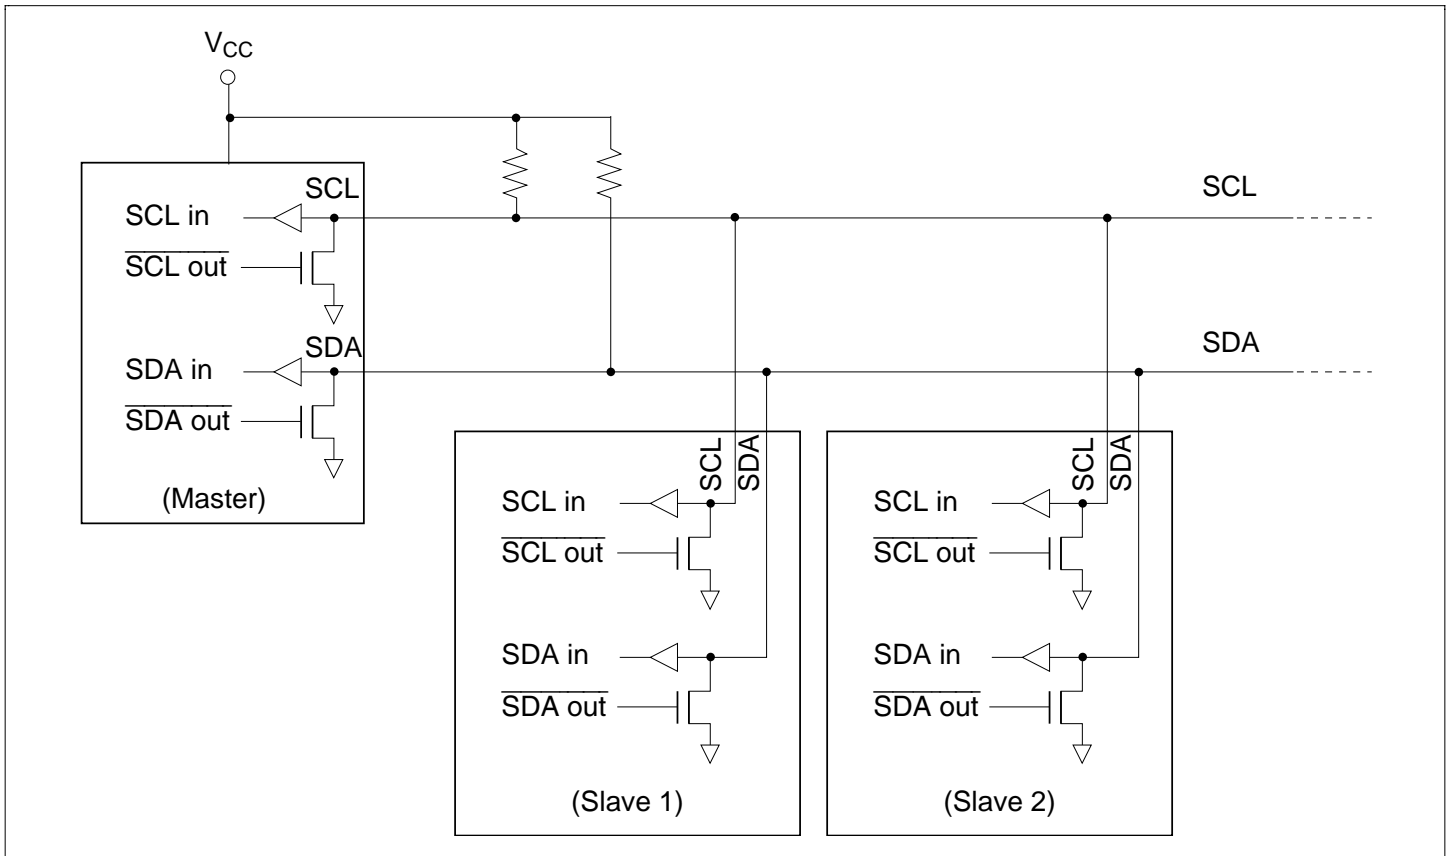 VCC
SCL
SCL in
SCL out
SDA
SDA in
SDA out
(Master)
SCL
SDA
SCL
SDA
SCL in
SCL out
SDA in
SDA out
(Slave 1)
SCL
SDA
SCL in
SCL out
SDA in
SDA out
(Slave 2)